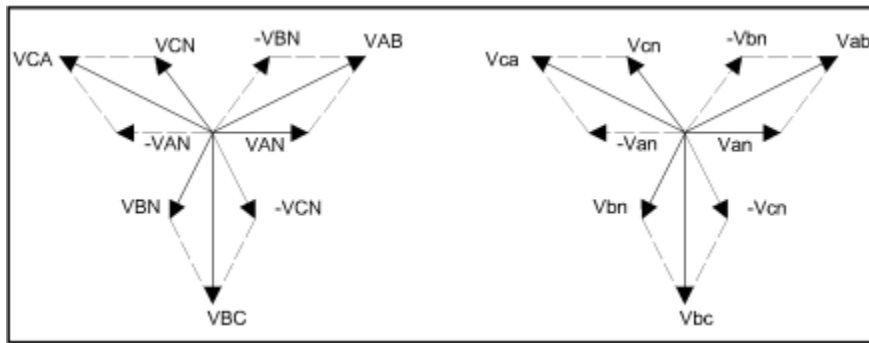 -VBN
VAB
VCN
VCA
-VAN
VAN
VBN
-VCN
VBC
-Vbn
Vab
Vcn
Vca
-Van
Van
Vbn
-Vcn
Vbc